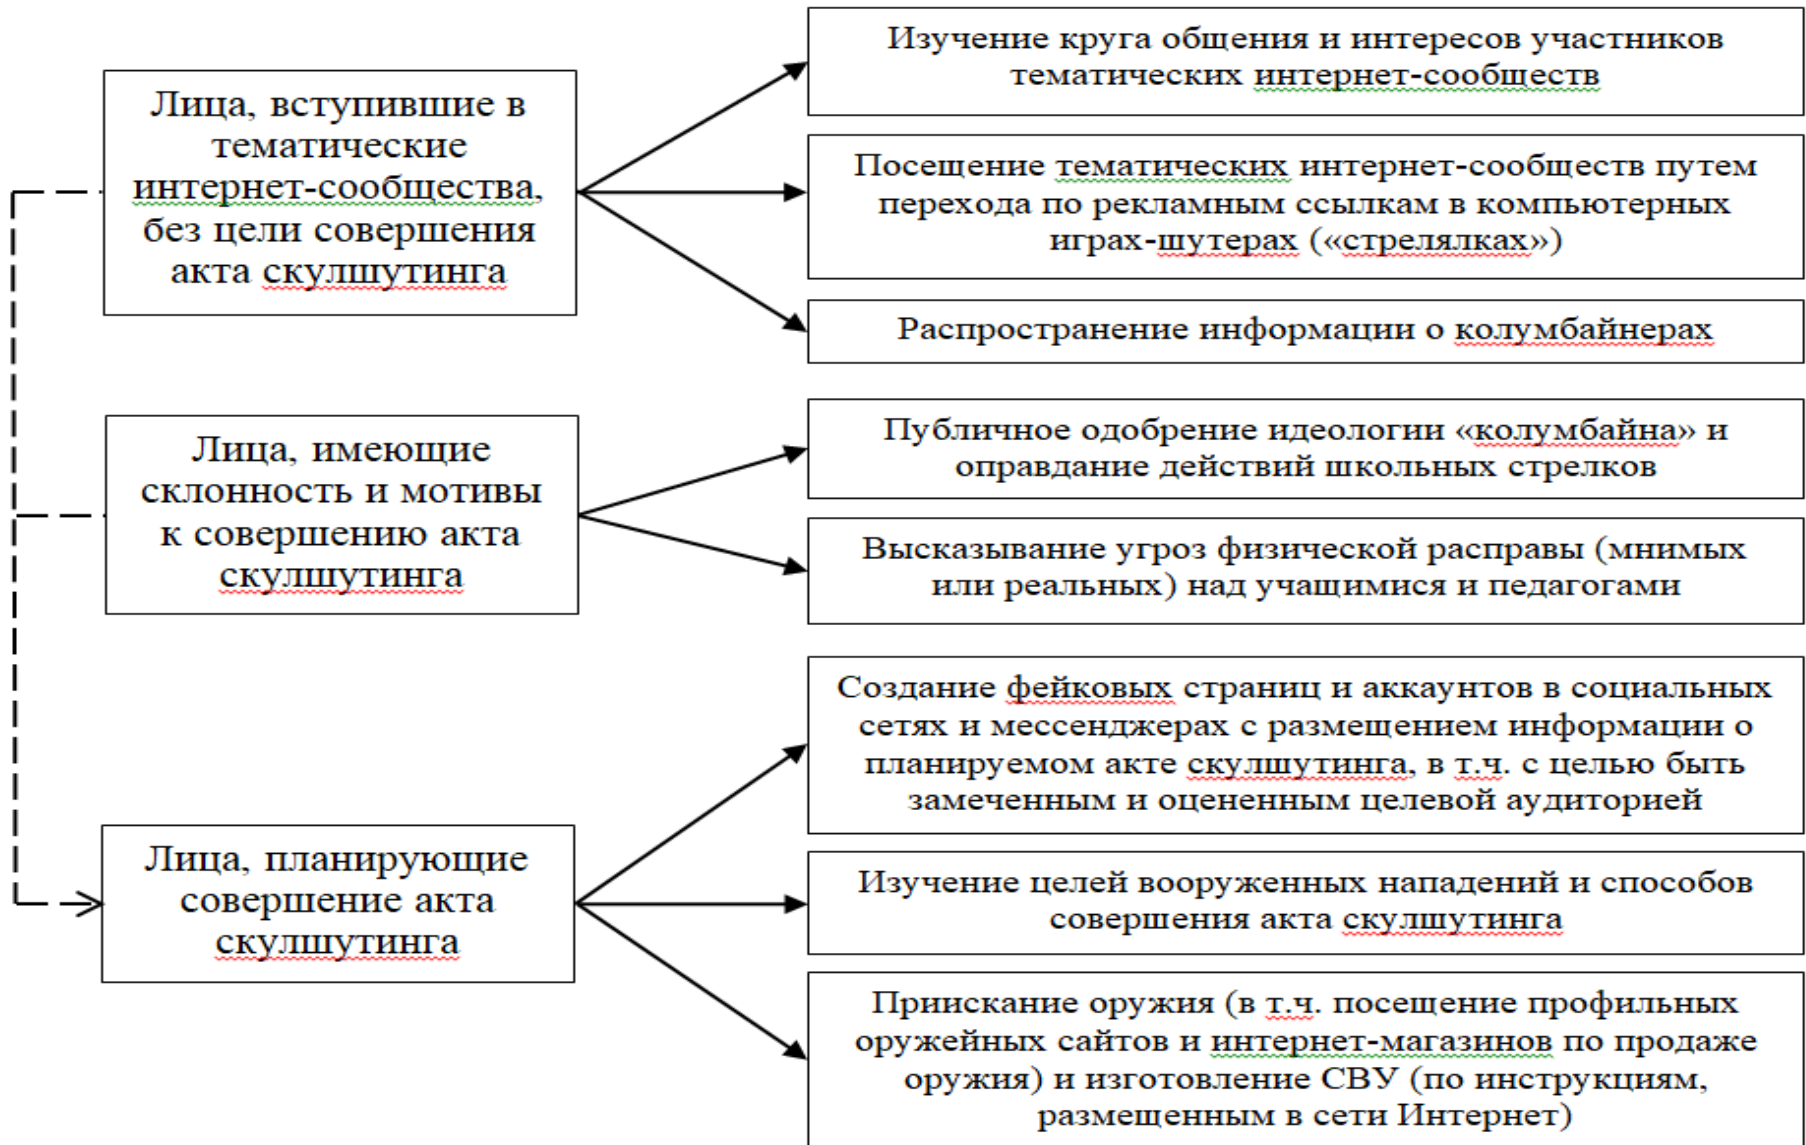 Лица, вступившие в
тематические
интернет-сообщества,
без цели совершения
акта скулшутинга
Изучение круга общения и интересов участников
тематических интернет-сообществ
Посещение тематических интернет-сообществ путем
перехода по рекламным ссылкам в компьютерных
играх-шутерах («стрелялках»)
Распространение информации о колумбайнерах
Лица, имеющие
склонность и мотивы
к совершению акта
скулшутинга
Публичное одобрение идеологии «колумбайна» и
оправдание действий школьных стрелков
Высказывание угроз физической расправы (мнимых
или реальных) над учащимися и педагогами
Лица, планирующие
совершение акта
скулшутинга
Создание фейковых страниц и аккаунтов в социальных
сетях и мессенджерах с размещением информации о
планируемом акте скулшутинга, в т.ч. с целью быть
замеченным и оцененным целевой аудиторией
Изучение целей вооруженных нападений и способов
совершения акта скулшутинга
Приискание оружия (в т.ч. посещение профильных
оружейных сайтов и интернет-магазинов по продаже
оружия) и изготовление СВУ (по инструкциям,
размещенным в сети Интернет)